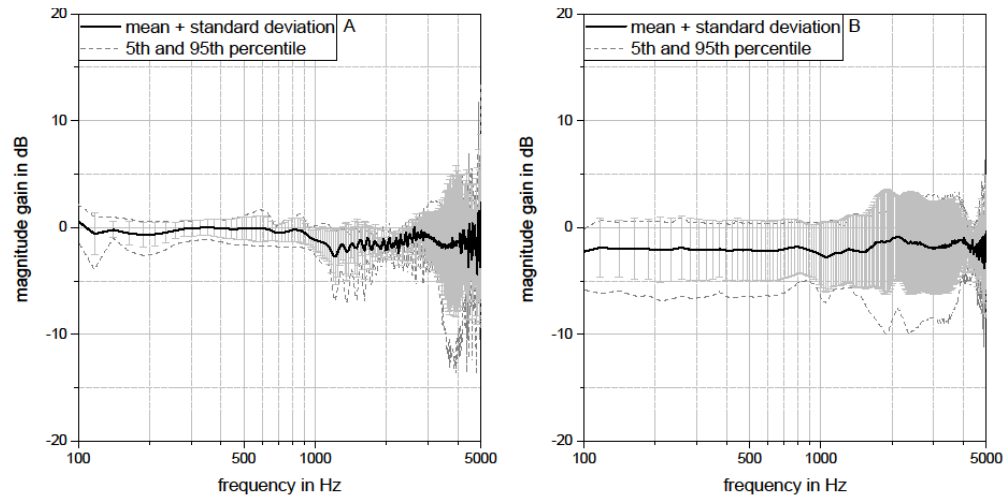 mean + standard deviation
5th and 95th percentile
A
magnitude gain in dB
20
10
0
-10
-20
100
500
1000
5000
frequency in Hz
mean + standard deviation
5th and 95th percentile
B
magnitude gain in dB
20
10
0
-10
-20
100
500
1000
5000
frequency in Hz